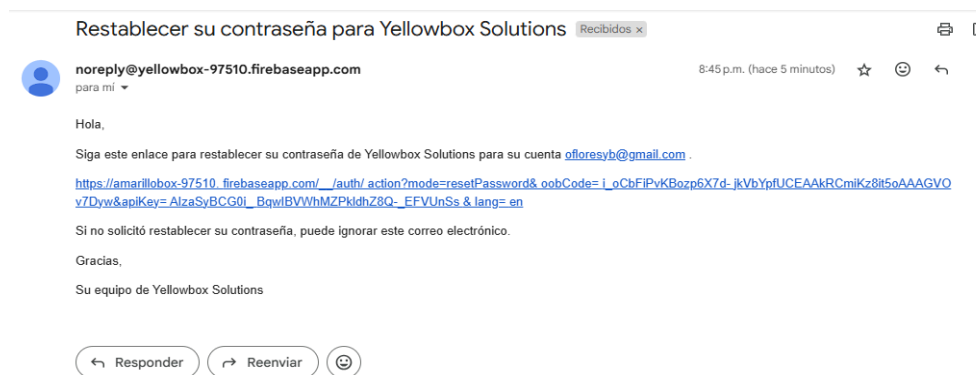 Restablecer su contraseña para Yellowbox Solutions Recibidos x
noreply@yellowbox-97510.firebaseapp.com 8:45 p.m. (hace 5 minutos)
para mí
Hola,
Siga este enlace para restablecer su contraseña de Yellowbox Solutions para su cuenta ofloresyb@gmail.com .
https://amarillobox-97510. firebaseapp.com/__/auth/ action?mode=resetPassword& oobCode= i_oCbFiPvKBozp6X7d- jkVbYpfUCEAAkRCmiKz8it5oAAAGVO
v7Dyw&apiKey= AIzaSyBCG0i_ BqwIBVWhMZPkldhZ8Q-_EFVUnSs & lang= en
Si no solicitó restablecer su contraseña, puede ignorar este correo electrónico.
Gracias,
Su equipo de Yellowbox Solutions
Responder Reenviar